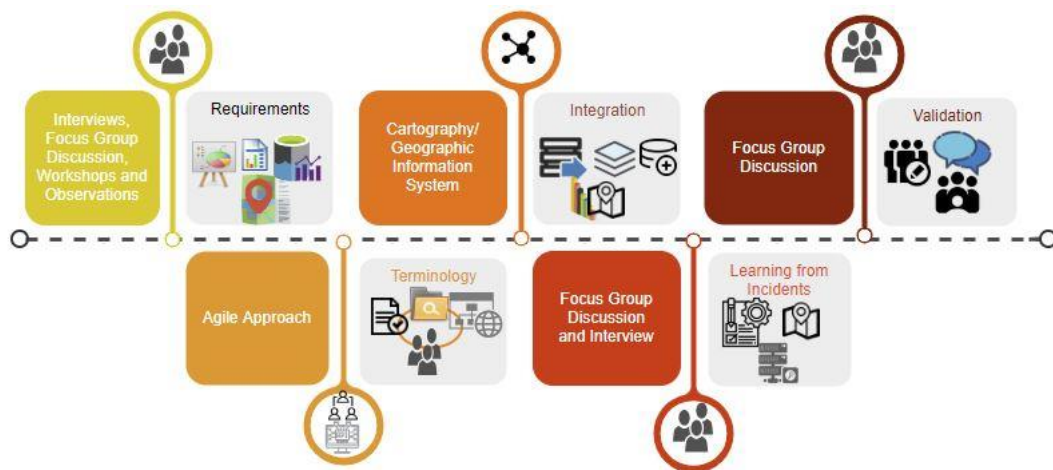 Interviews,
Focus Group
Discussion,
Workshops and
Observations
Requirements
Cartography/
Geographic
Information
System
Integration
Focus Group
Discussion
Validation
Agile Approach
Terminology
Focus Group
Discussion
and Interview
Learning from
Incidents